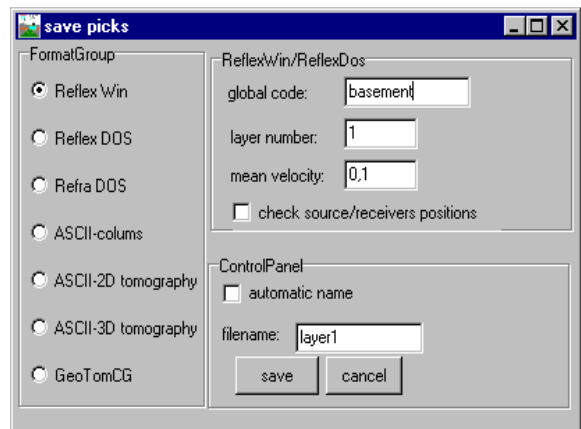 save picks
FormatGroup
Reflex Win
Reflex DOS
Refra DOS
ASCII-colums
ASCII-2D tomography
ASCII-3D tomography
GeoTomCG
ReflexWin/ReflexDos
global code: basement
layer number: 1
mean velocity: 0,1
check source/receivers positions
ControlPanel
automatic name
filename: layer1
save cancel